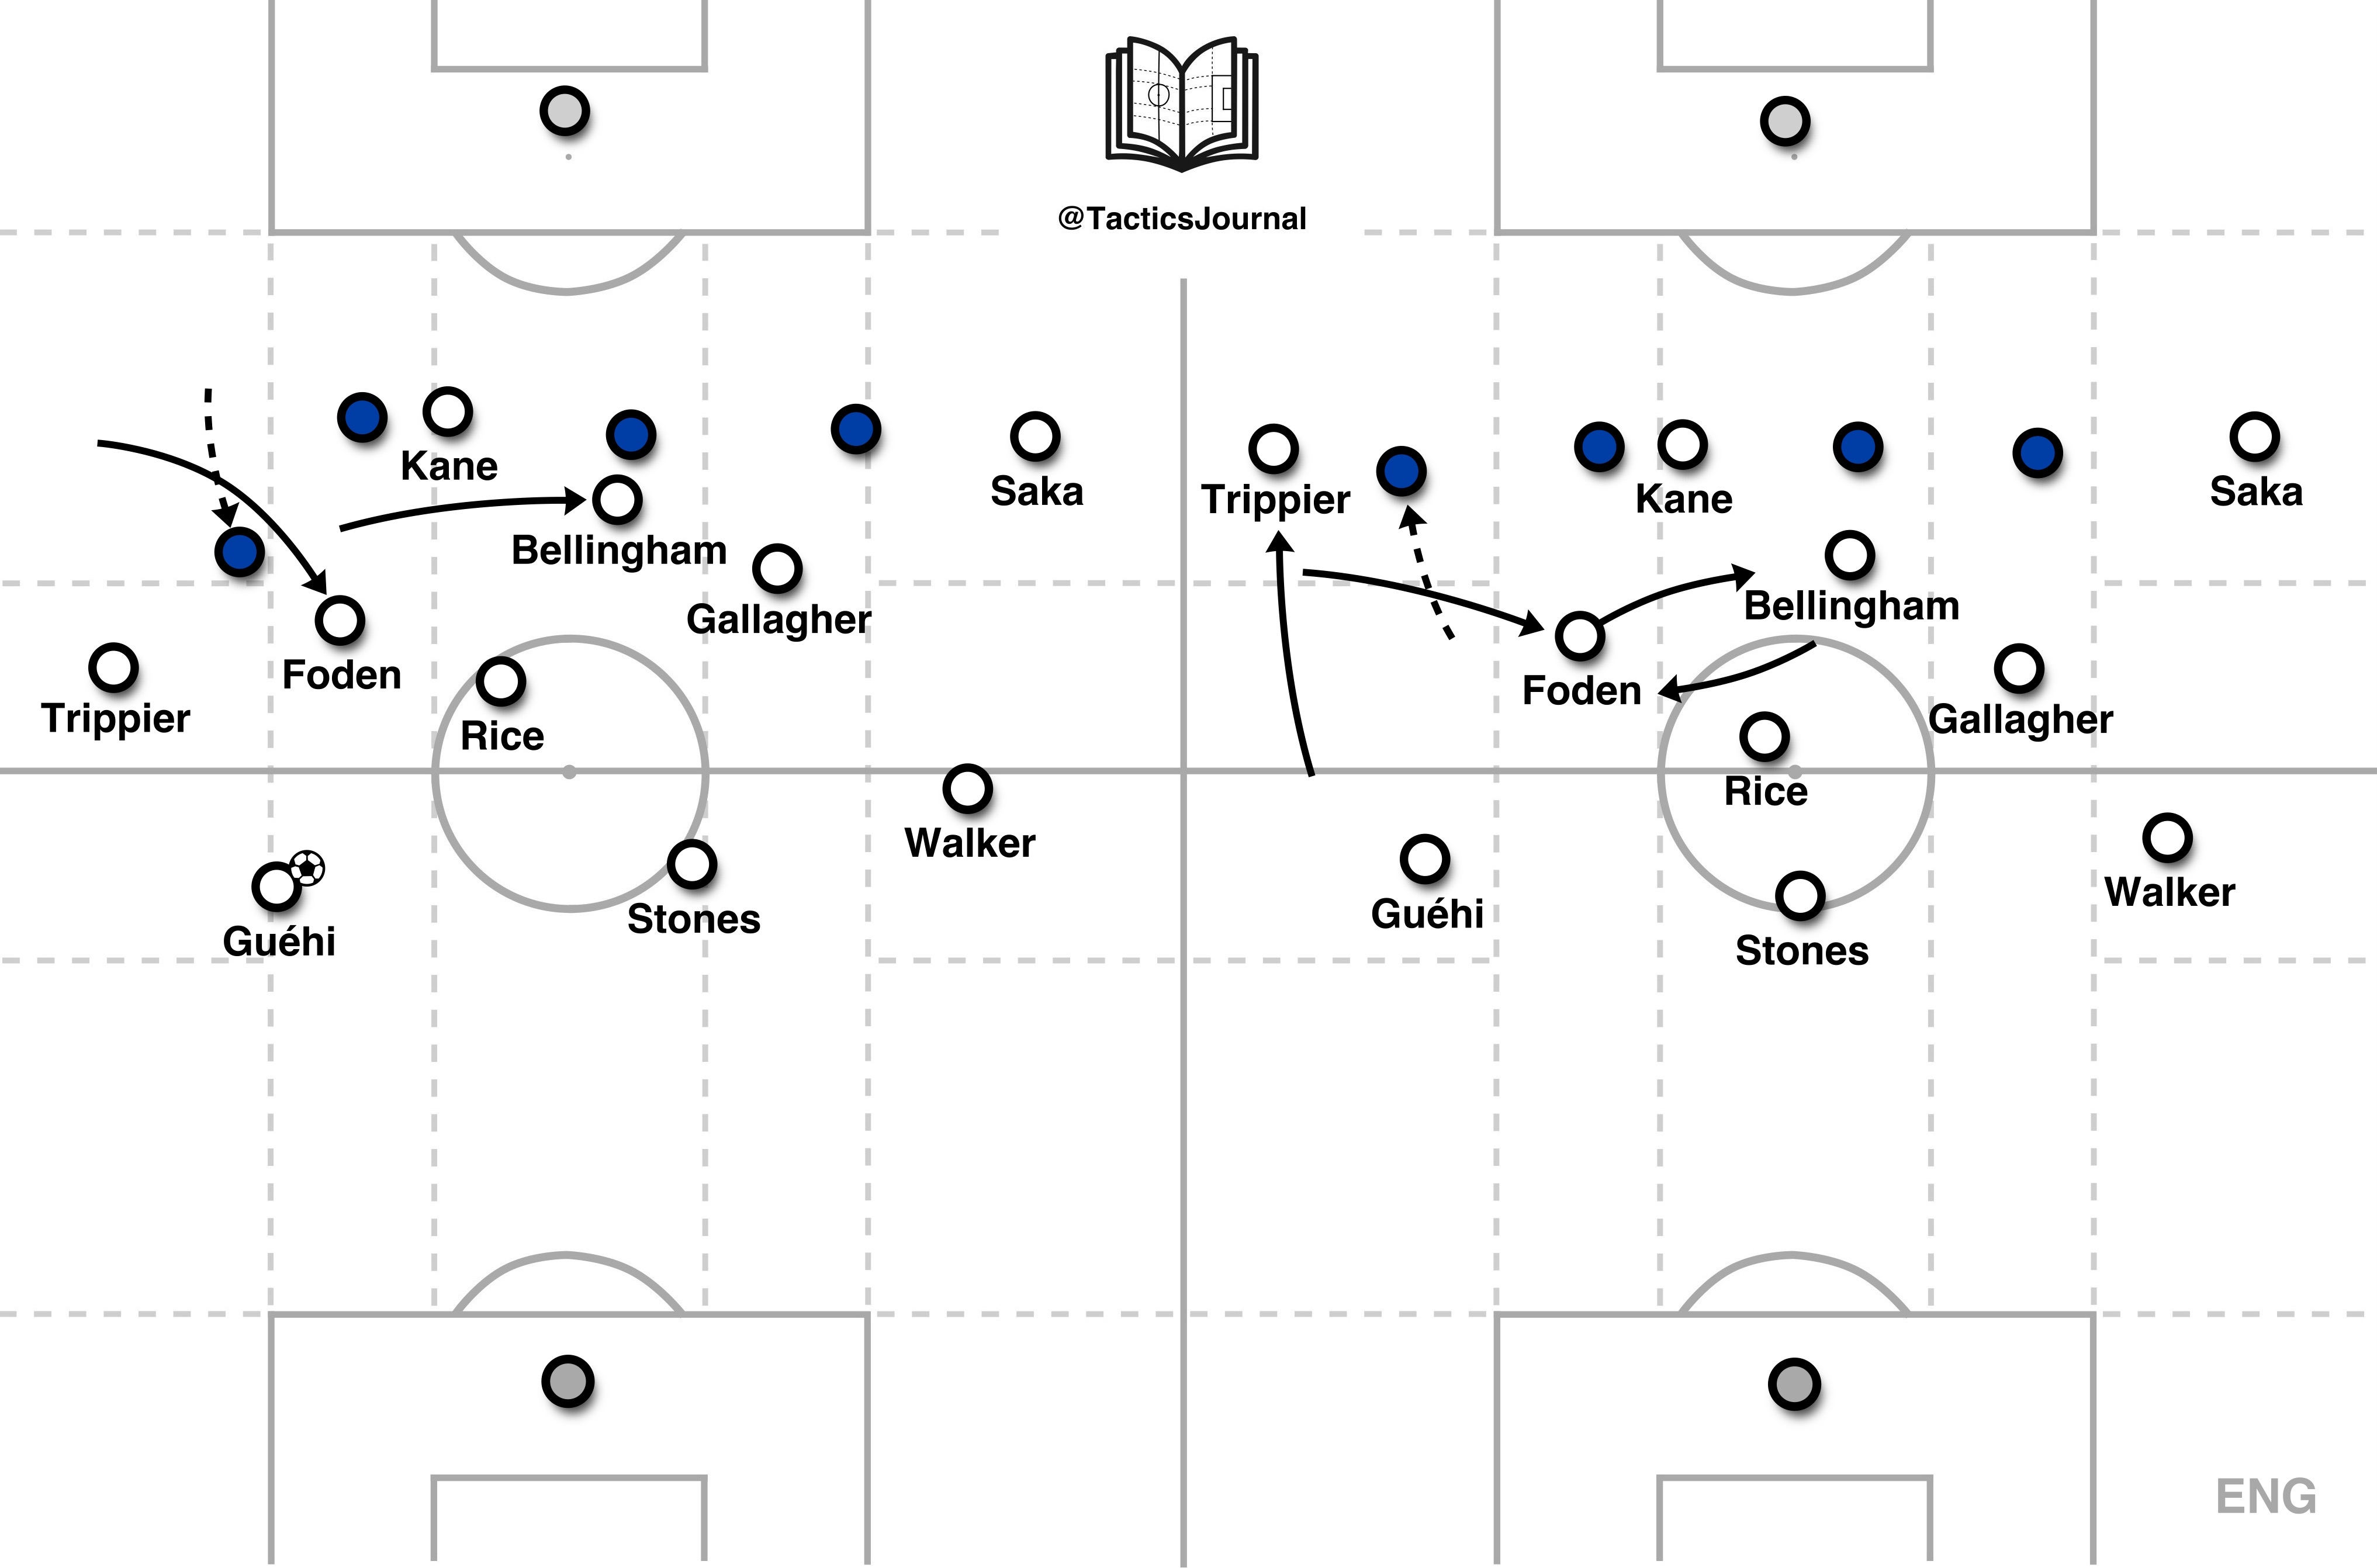 @TacticsJournal
Kane
Saka
Bellingham
Gallagher
Foden
Trippier
Rice
Walker
Stones
Guéhi
Trippier
Kane
Saka
Bellingham
Foden
Gallagher
Rice
Walker
Guéhi
Stones
ENG